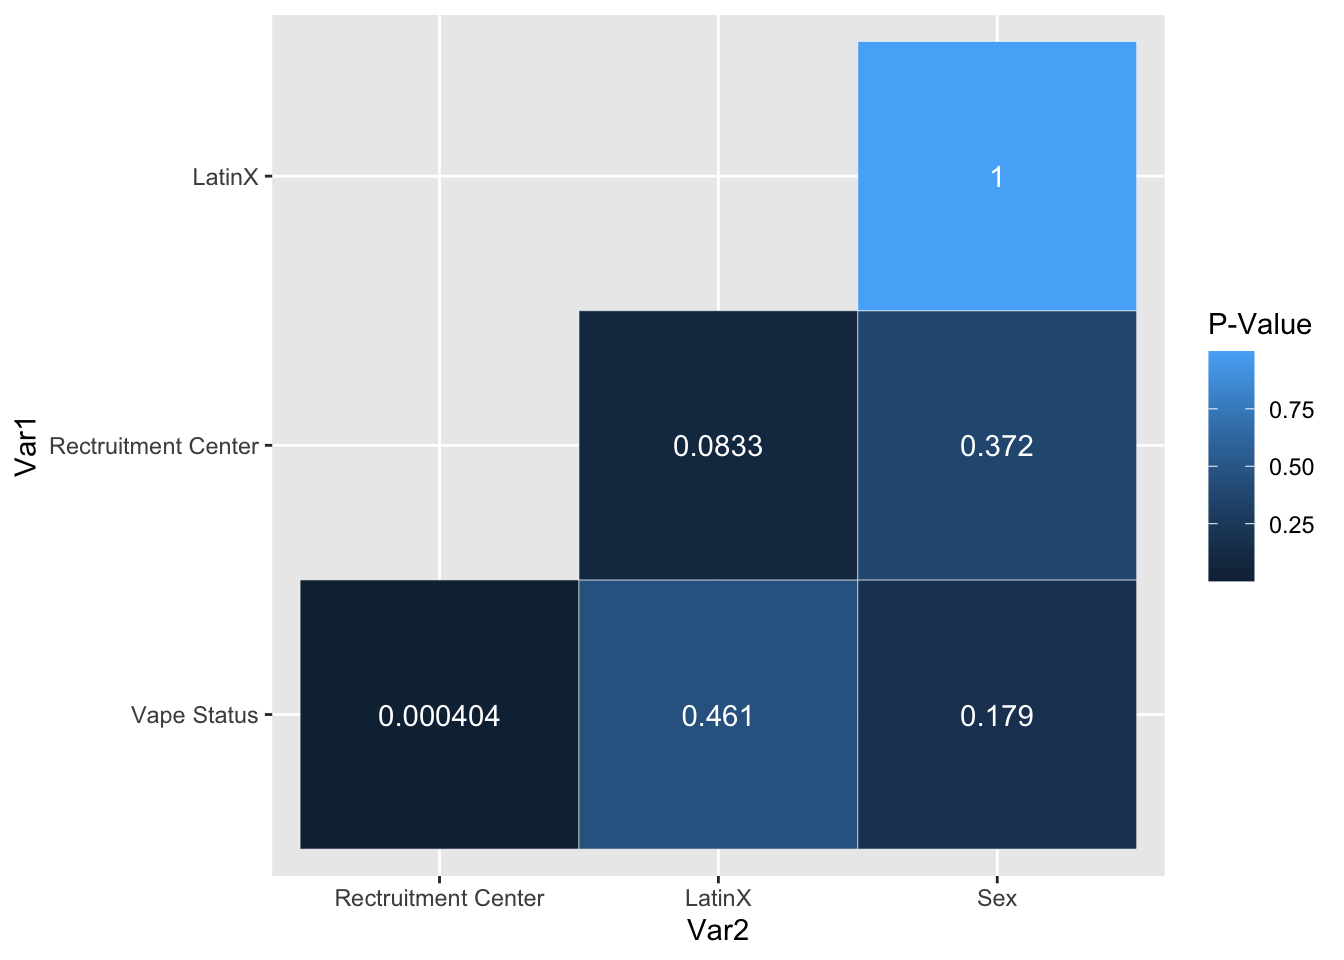 LatinX
Rectruitment Center
Vape Status
Var1
1
0.0833
0.372
0.000404
0.461
0.179
Rectruitment Center
LatinX
Sex
Var2
P-Value
0.75
0.50
0.25